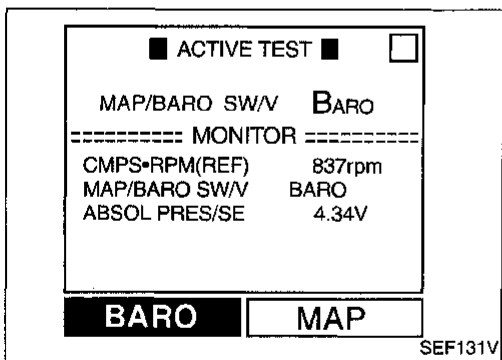 ■ ACTIVE TEST ■
MAP/BARO SW/V BARO
========= MONITOR =========
CMPS•RPM(REF) 837rpm
MAP/BARO SW/V BARO
ABSOL PRES/SE 4.34V
BARO MAP
SEF131V